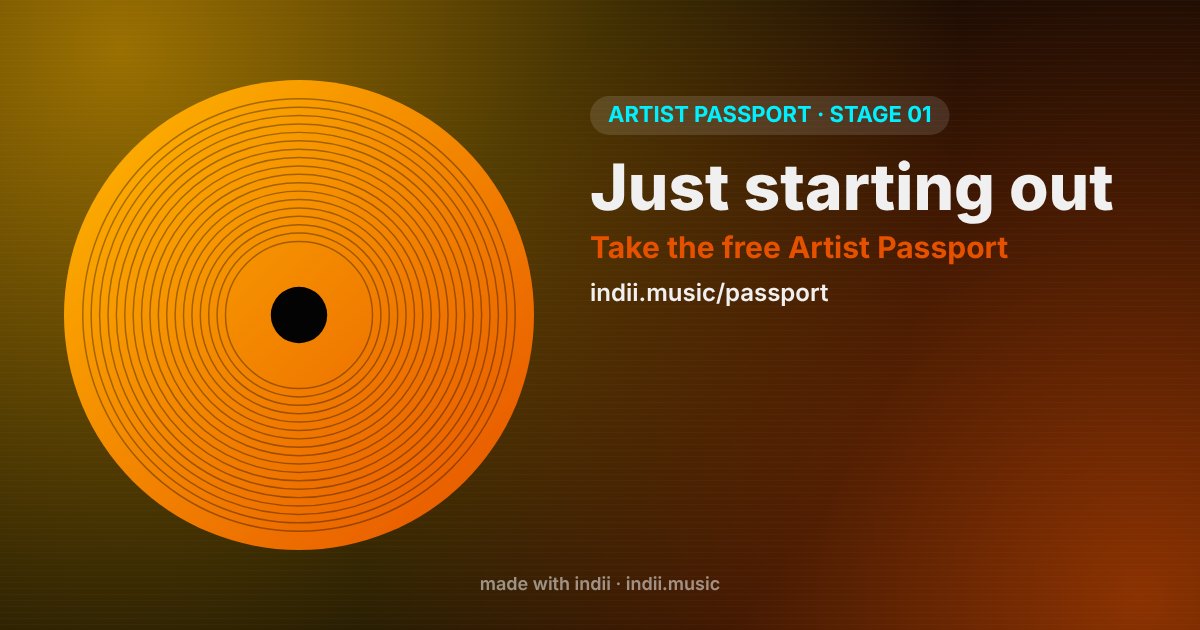 ARTIST PASSPORT · STAGE 01
Just starting out
Take the free Artist Passport
indii.music/passport
made with indii · indii.music